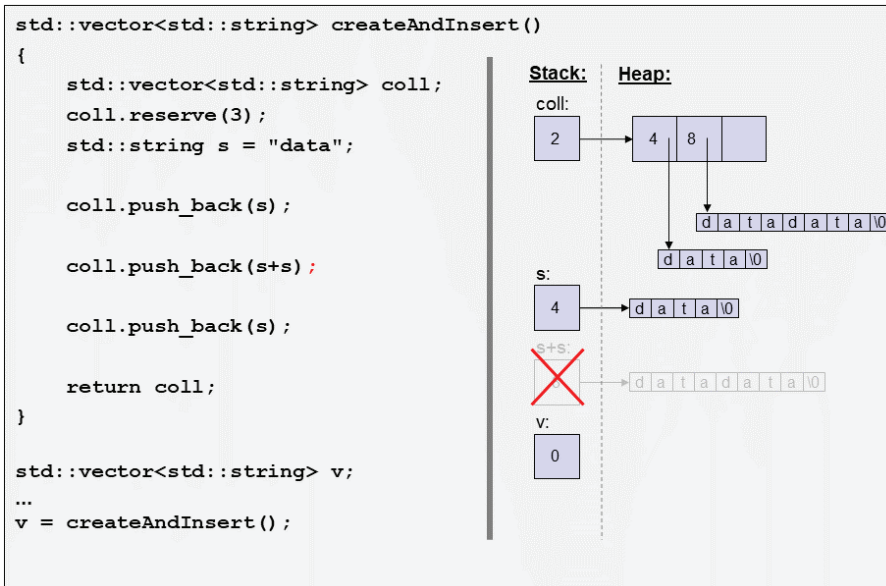 std::vector<std::string> createAndInsert()
{
std::vector<std::string> coll;
coll.reserve(3);
std::string s = "data";
coll.push_back(s);
coll.push_back(s+s);
coll.push_back(s);
return coll;
}
std::vector<std::string> v;
...
v = createAndInsert();
Stack: Heap:
coll:
2 4 8
d a t a d a t a \0
d a t a \0
s:
4 d a t a \0
s+s:
d a t a d a t a \0
v:
0